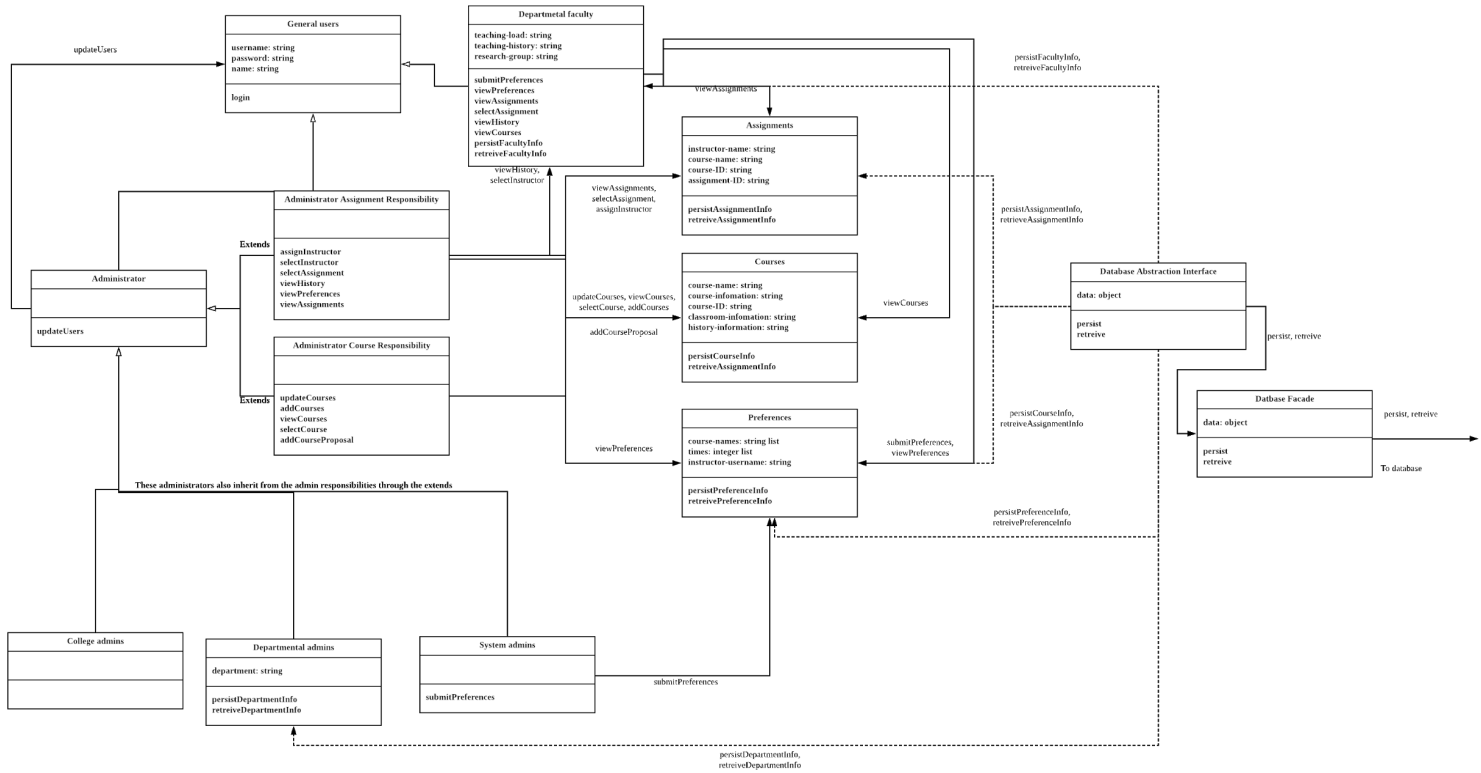 General users
username: string
password: string
name: string
login
updateUsers
Departmetal faculty
teaching-load: string
teaching-history: string
research-group: string
submitPreferences
viewPreferences
viewAssignments
selectAssignment
viewHistory
viewCourses
persistFacultyInfo
retreiveFacultyInfo
viewHistory,
selectInstructor
viewAssignments
persistFacultyInfo,
retreiveFacultyInfo
Assignments
instructor-name: string
course-name: string
course-ID: string
assignment-ID: string
persistAssignmentInfo
retreiveAssignmentInfo
viewAssignments,
selectAssignment,
assignInstructor
persistAssignmentInfo,
retrieveAssignmentInfo
Administrator Assignment Responsibility
assignInstructor
selectInstructor
selectAssignment
viewHistory
viewPreferences
viewAssignments
Extends
Administrator
updateUsers
Courses
course-name: string
course-infomation: string
course-ID: string
classroom-infomation: string
history-information: string
persistCourseInfo
retreiveAssignmentInfo
updateCourses, viewCourses,
selectCourse, addCourses
addCourseProposal
viewCourses
Database Abstraction Interface
data: object
persist
retreive
persist, retreive
Administrator Course Responsibility
updateCourses
addCourses
viewCourses
selectCourse
addCourseProposal
Extends
Datbase Facade
data: object
persist
retreive
persist, retreive
To database
Preferences
course-names: string list
times: integer list
instructor-username: string
persistPreferenceInfo
retreivePreferenceInfo
viewPreferences
submitPreferences,
viewPreferences
persistCourseInfo,
retreiveAssignmentInfo
persistPreferenceInfo,
retreivePreferenceInfo
These administrators also inherit from the admin responsibilities through the extends
College admins
Departmental admins
department: string
persistDepartmentInfo
retreiveDepartmentInfo
System admins
submitPreferences
submitPreferences
persistDepartmentInfo,
retreiveDepartmentInfo